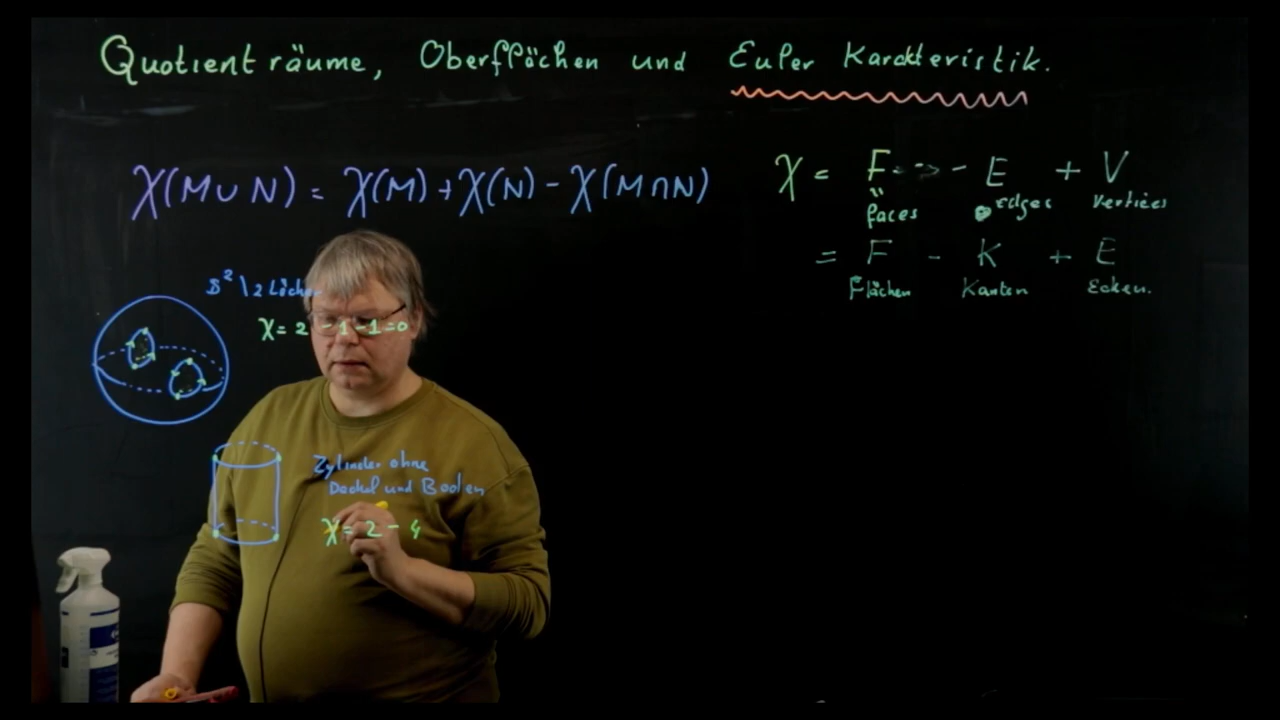 Quotienträume, Oberflächen und Euler Karakteristik.
χ(M∪N) = χ(M) + χ(N) - χ(M∩N)
χ = F - E + V
faces edges vertices
= F - K + E
Flächen Kanten Ecken.
S² \ 2 Löcher
χ = 2 - 1 - 1 = 0
Zylinder ohne
Deckel und Boden
χ = 2 - 4